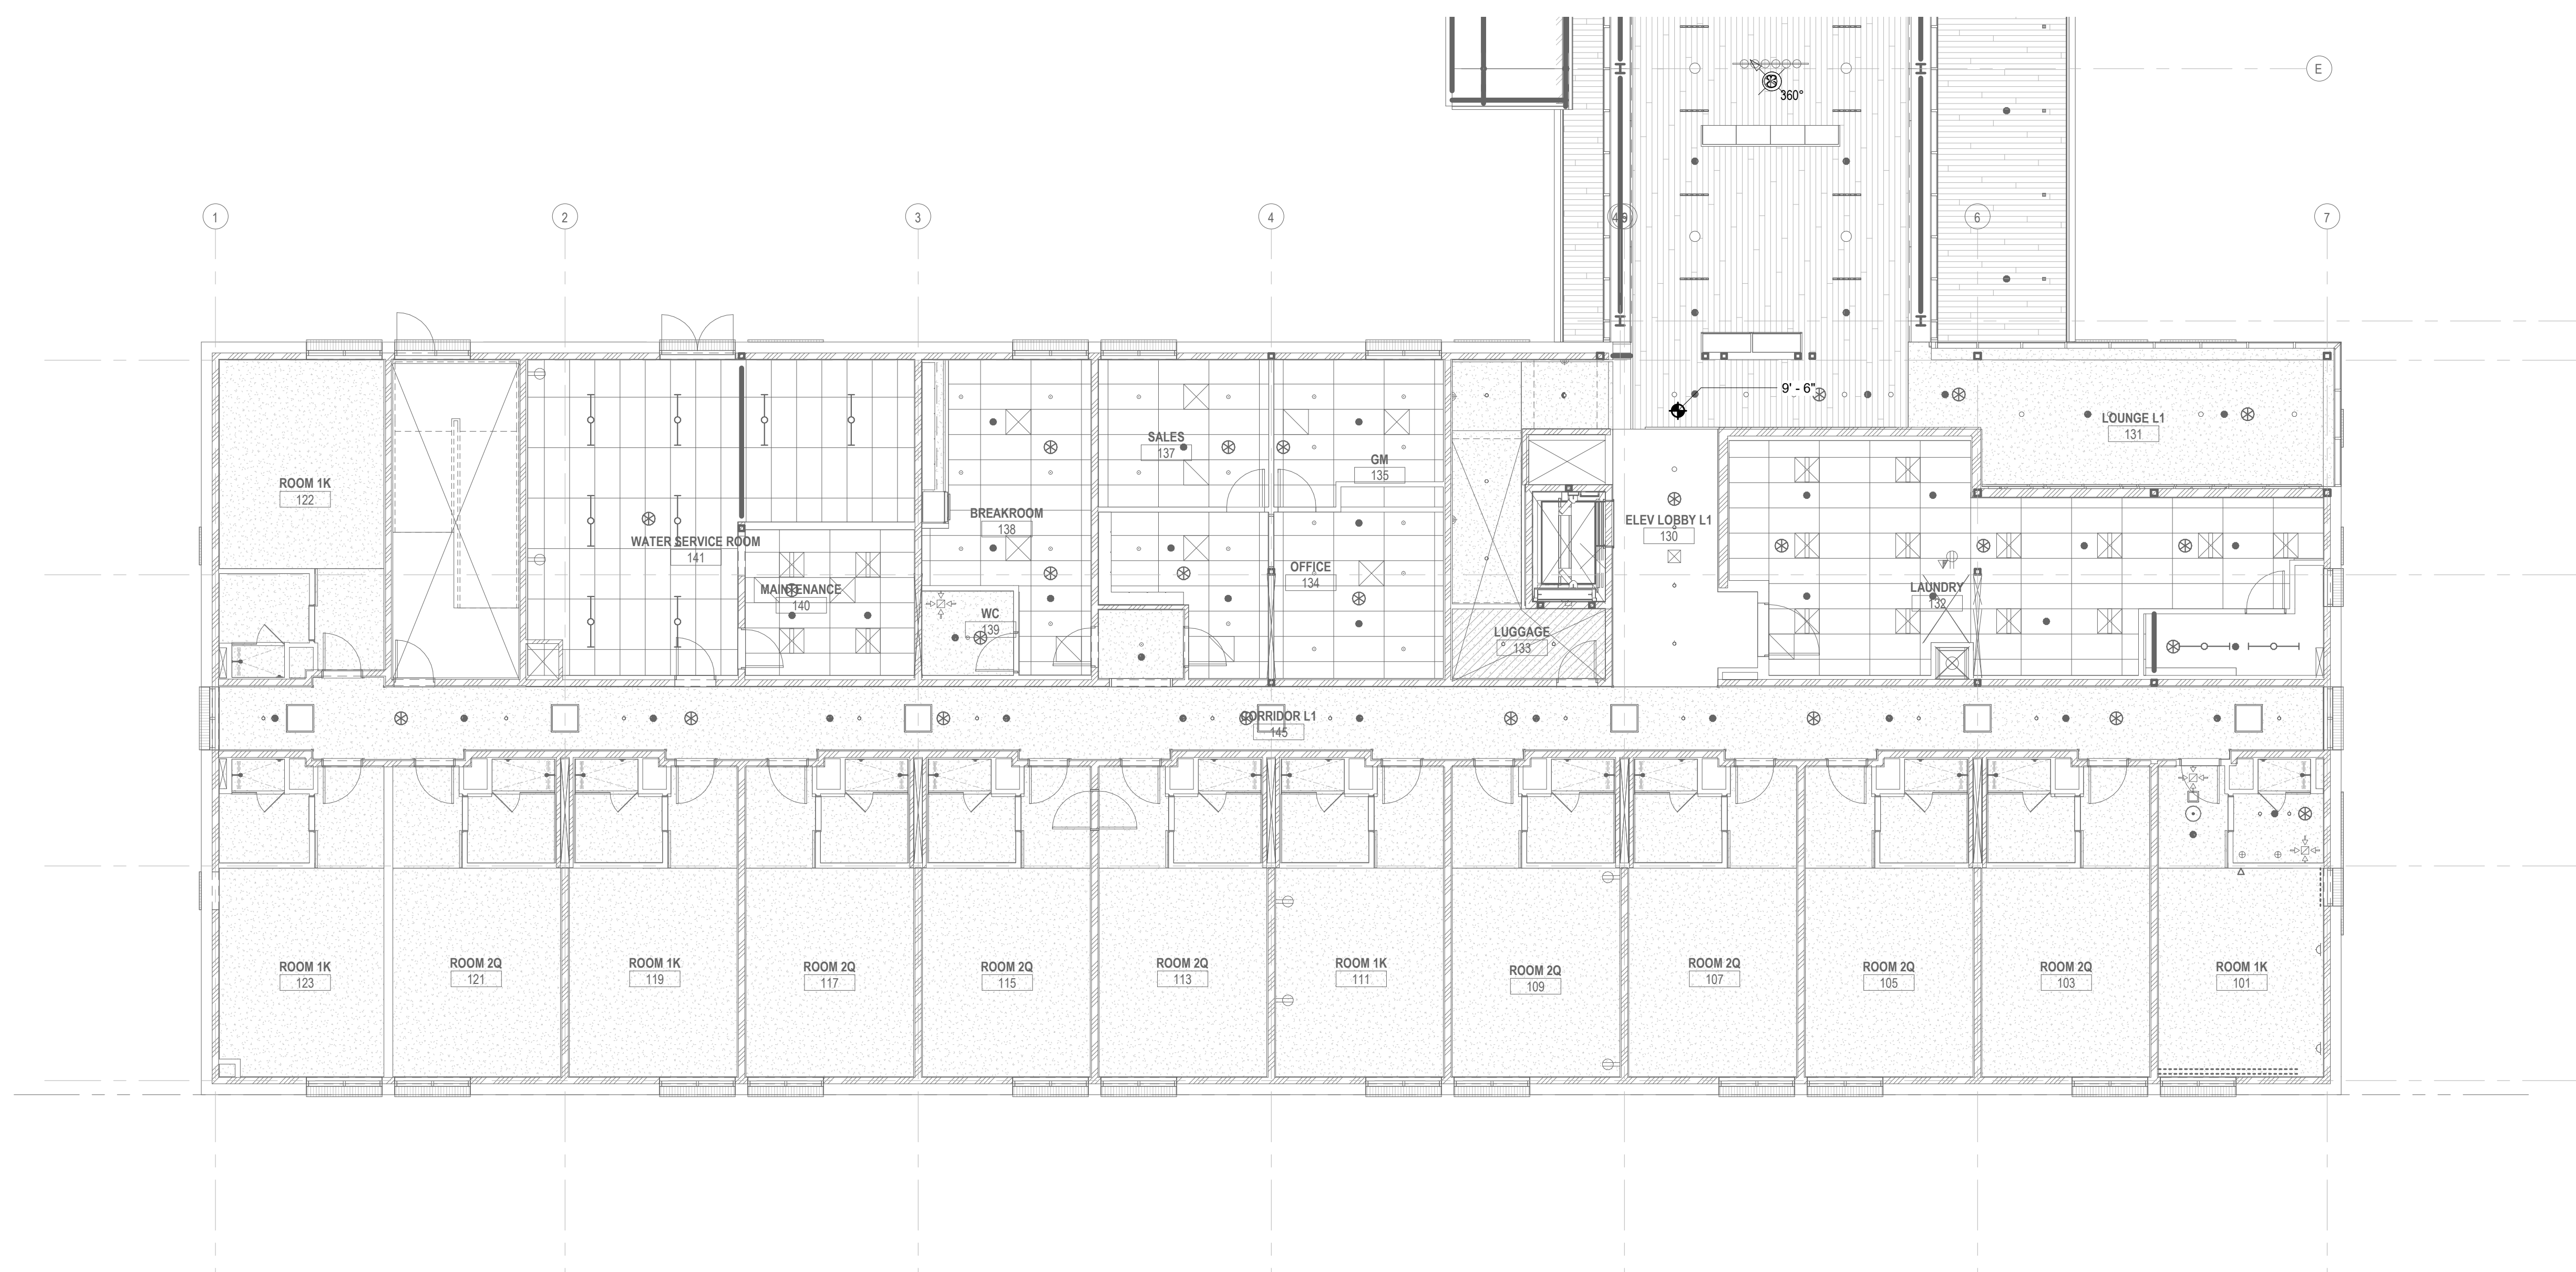 E
360°
1
2
3
4
6
7
9' - 6"
LOUNGE L1
131
SALES
137
GM
135
ROOM 1K
122
BREAKROOM
138
ELEV LOBBY L1
130
WATER SERVICE ROOM
141
OFFICE
134
MAINTENANCE
140
LAUNDRY
132
WC
139
LUGGAGE
133
CORRIDOR L1
145
ROOM 1K
123
ROOM 2Q
121
ROOM 1K
119
ROOM 2Q
117
ROOM 2Q
115
ROOM 2Q
113
ROOM 1K
111
ROOM 2Q
109
ROOM 2Q
107
ROOM 2Q
105
ROOM 2Q
103
ROOM 1K
101